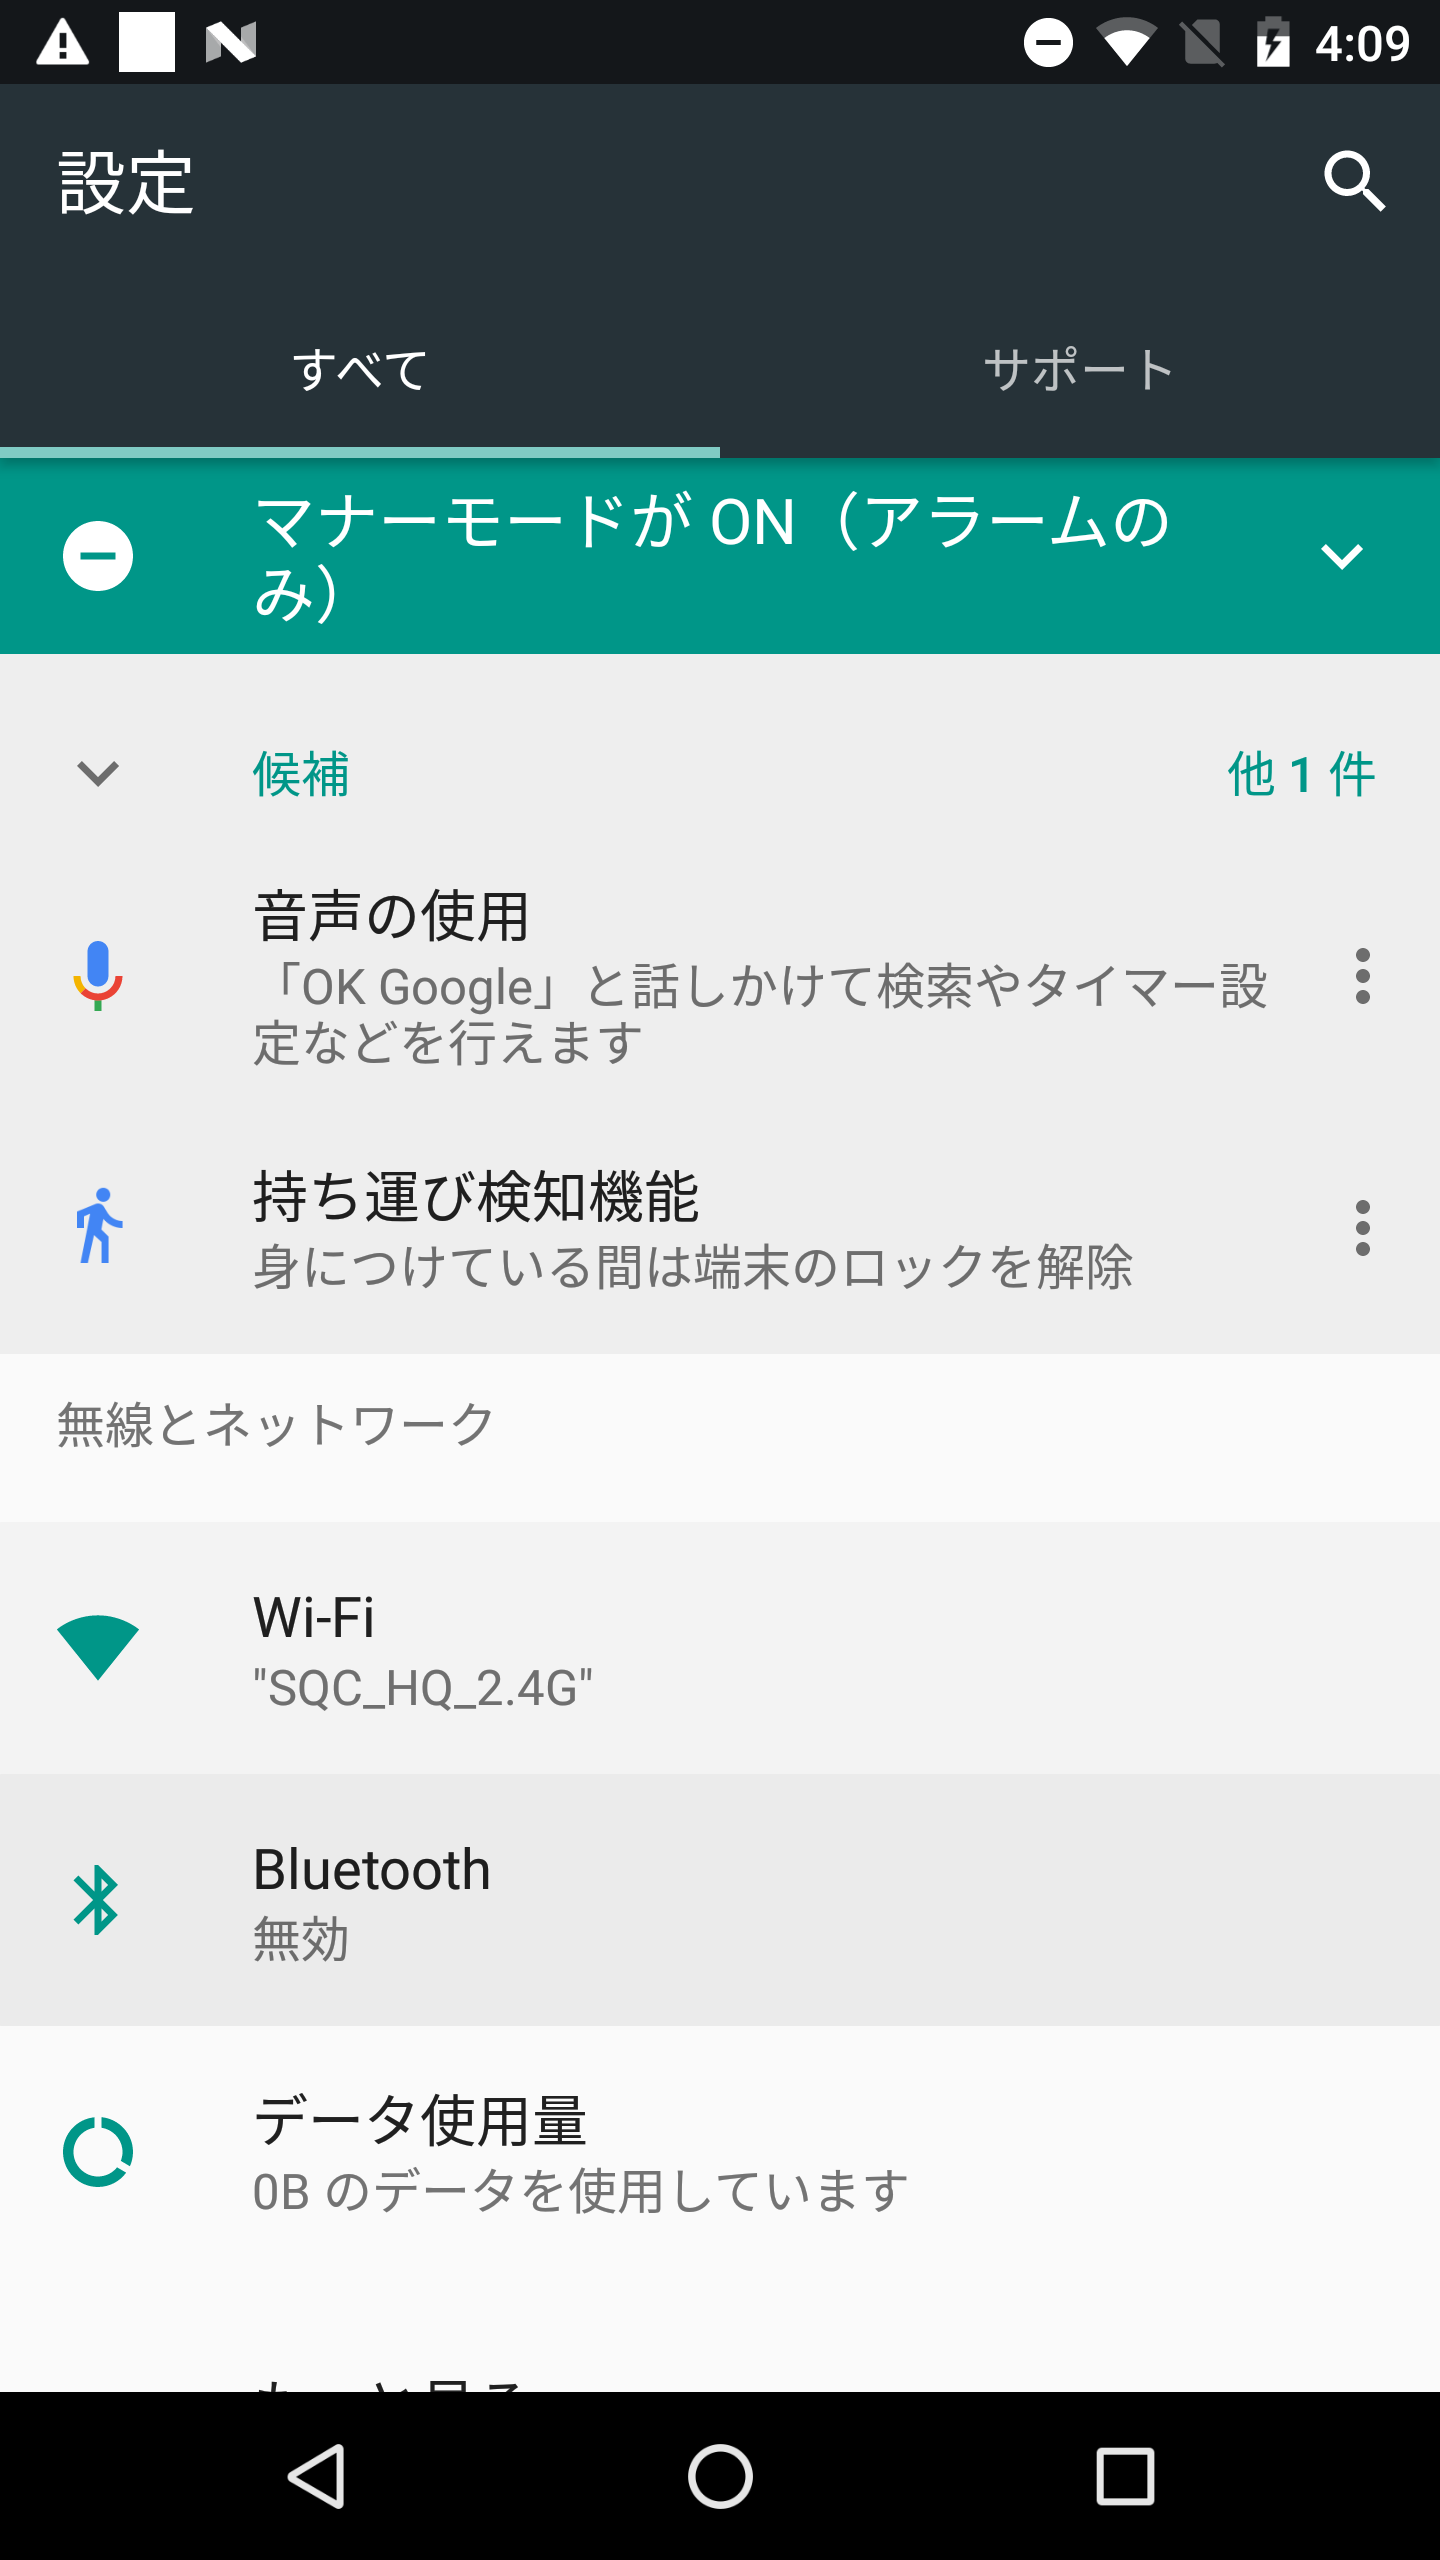 4:09
設定
すべて
サポート
マナーモードが ON（アラームの
み）
候補
他 1 件
音声の使用
「OK Google」と話しかけて検索やタイマー設
定などを行えます
持ち運び検知機能
身につけている間は端末のロックを解除
無線とネットワーク
Wi-Fi
"SQC_HQ_2.4G"
Bluetooth
無効
データ使用量
0B のデータを使用しています